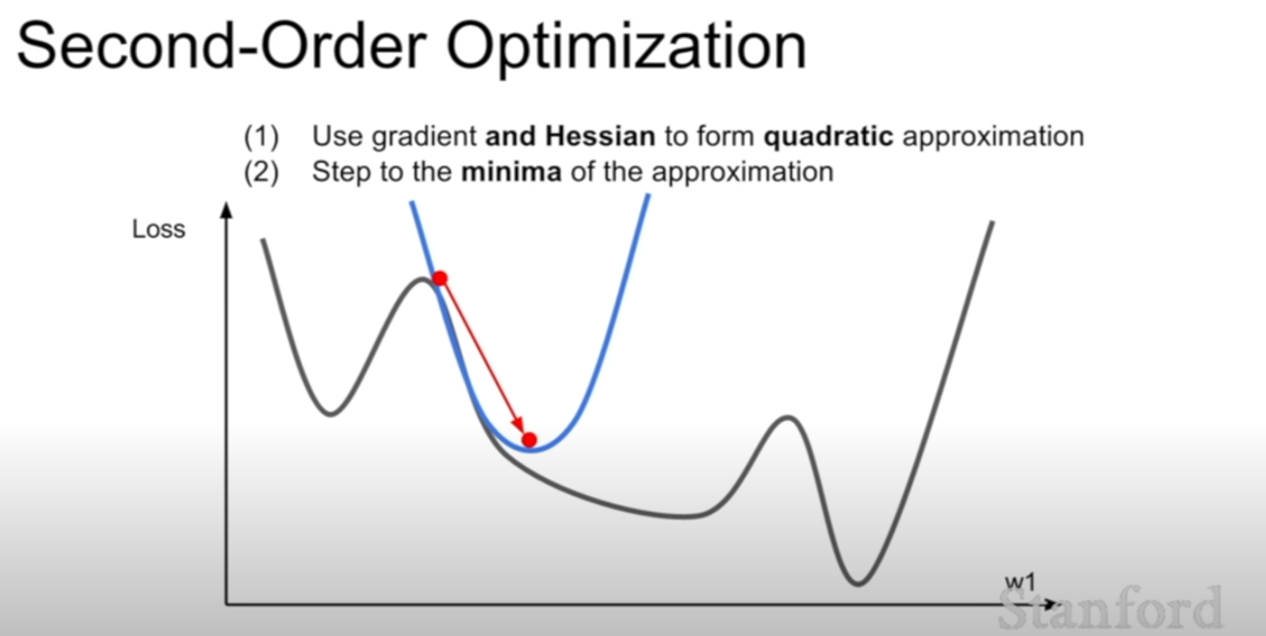 Second-Order Optimization
(1) Use gradient and Hessian to form quadratic approximation
(2) Step to the minima of the approximation
Loss
w1
Stanford